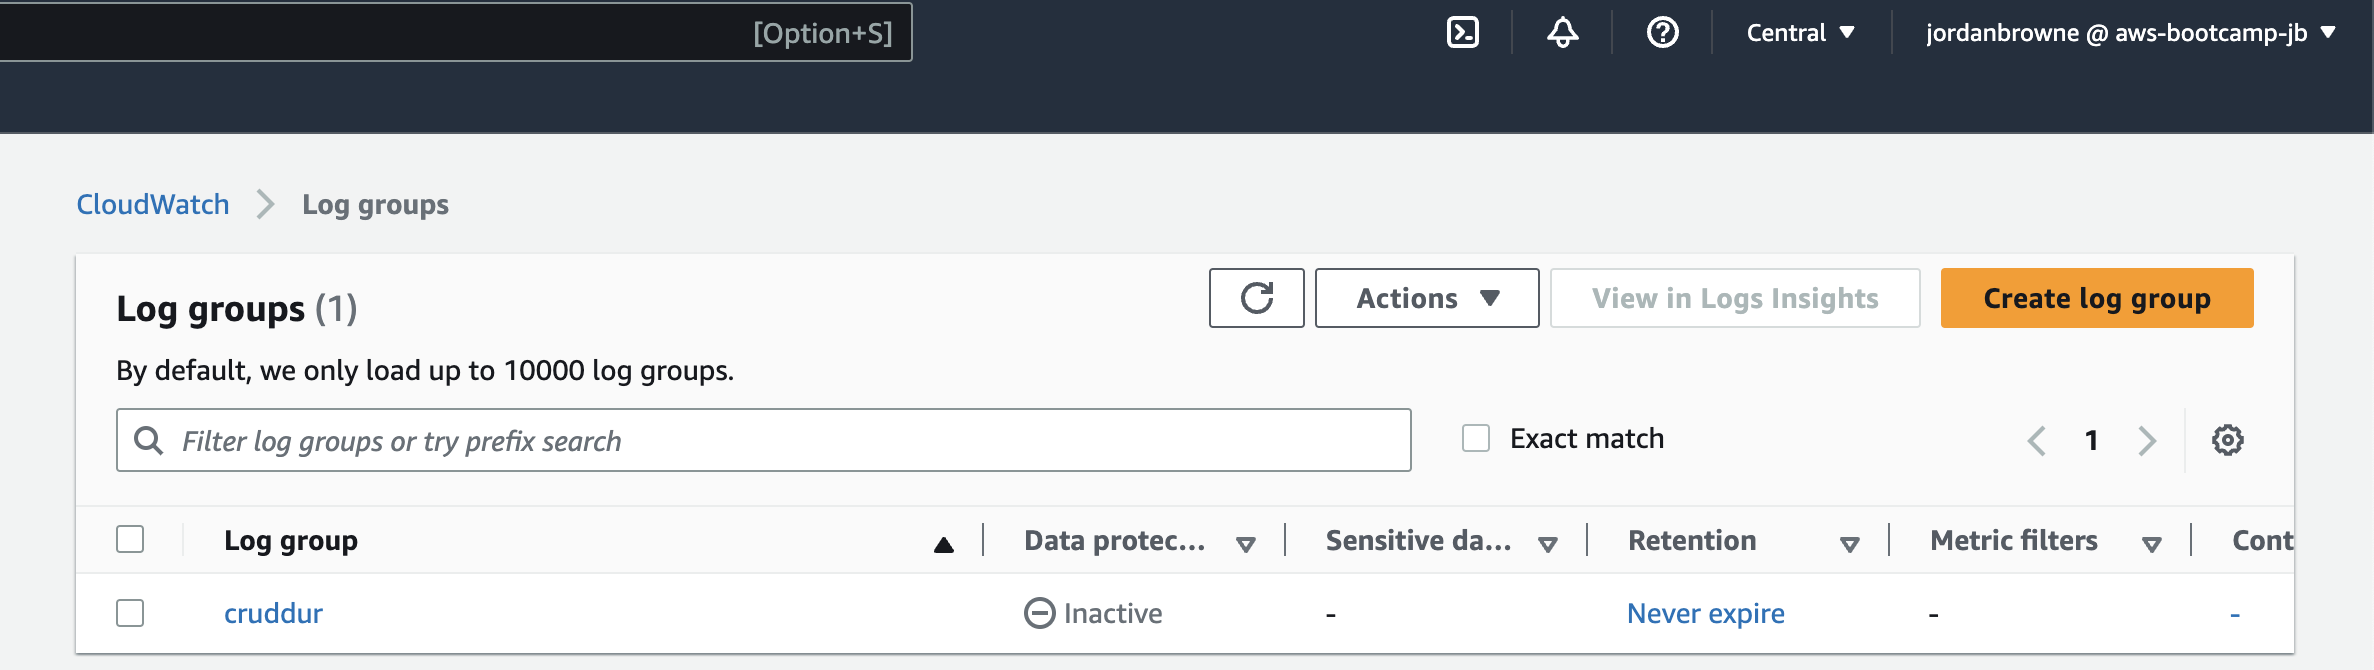 [Option+S] Central jordanbrowne @ aws-bootcamp-jb
CloudWatch Log groups
Log groups (1) Actions View in Logs Insights Create log group
By default, we only load up to 10000 log groups.
Filter log groups or try prefix search Exact match 1
Log group Data protec... Sensitive da... Retention Metric filters Cont
cruddur Inactive - Never expire - -